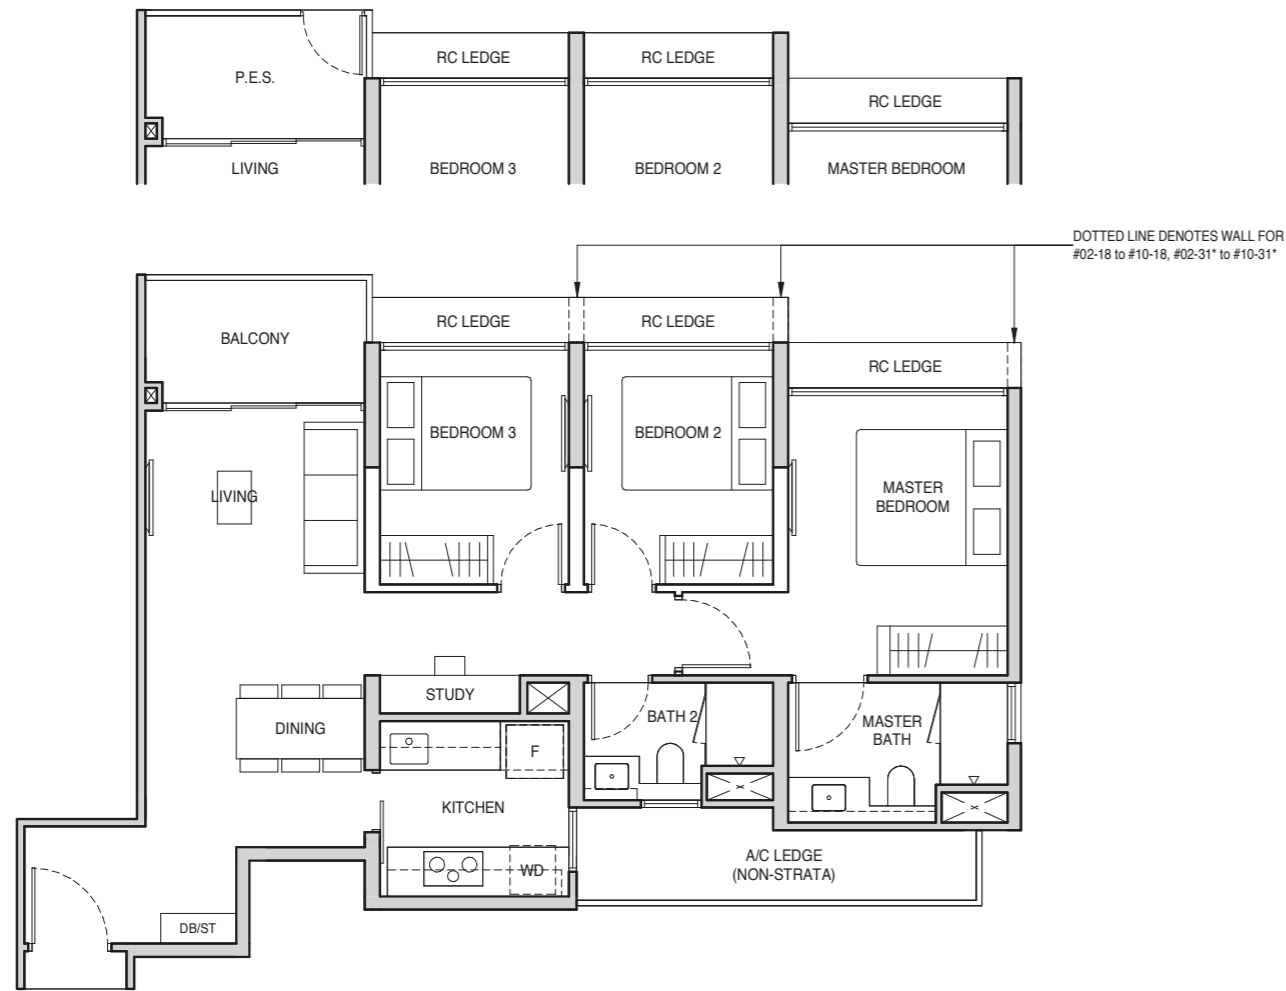 P.E.S.
RC LEDGE
RC LEDGE
RC LEDGE
LIVING
BEDROOM 3
BEDROOM 2
MASTER BEDROOM
DOTTED LINE DENOTES WALL FOR
#02-18 to #10-18, #02-31* to #10-31*
BALCONY
RC LEDGE
RC LEDGE
RC LEDGE
BEDROOM 3
BEDROOM 2
LIVING
MASTER
BEDROOM
STUDY
DINING
BATH 2
MASTER
BATH
F
KITCHEN
WD
A/C LEDGE
(NON-STRATA)
DB/ST